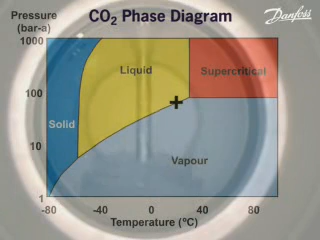 Pressure
(bar-a)
CO₂ Phase Diagram
Danfoss
1000
Liquid
Supercritical
100
Solid
10
Vapour
1
-80 -40 0 40 80
Temperature (ºC)